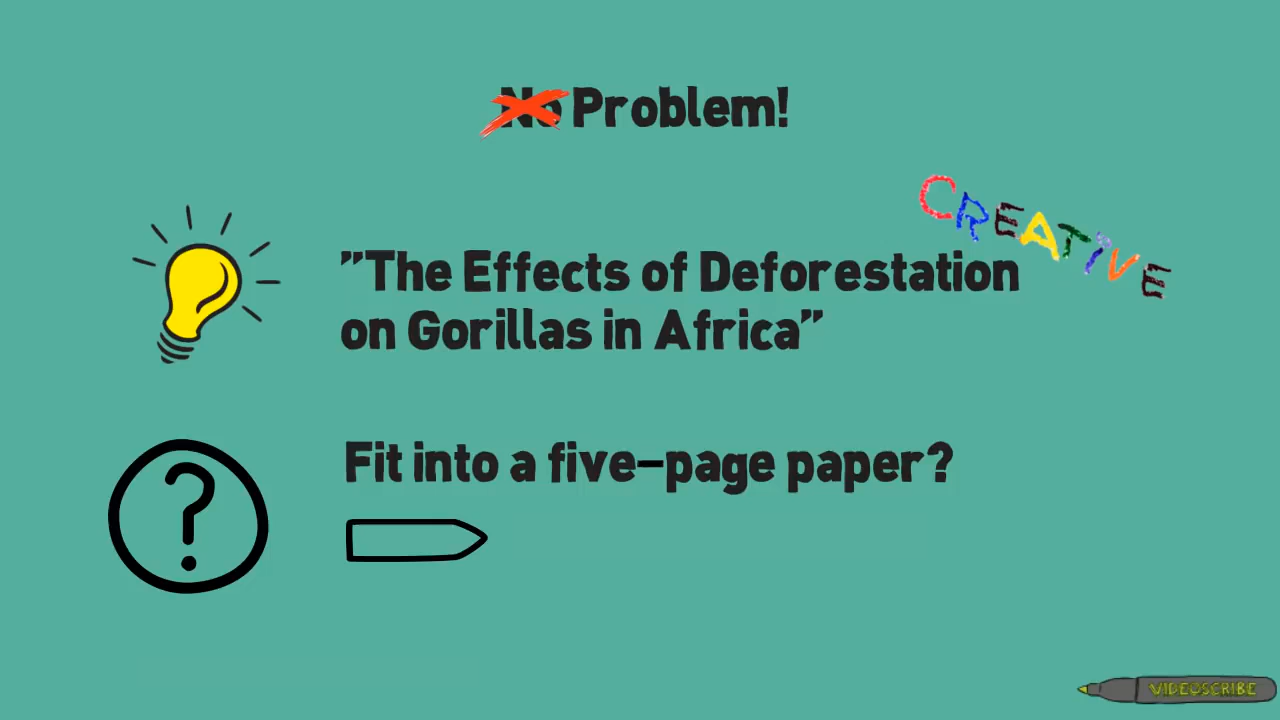 No Problem!
CREATIVE
"The Effects of Deforestation
on Gorillas in Africa"
?
Fit into a five-page paper?
VIDEOSCRIBE